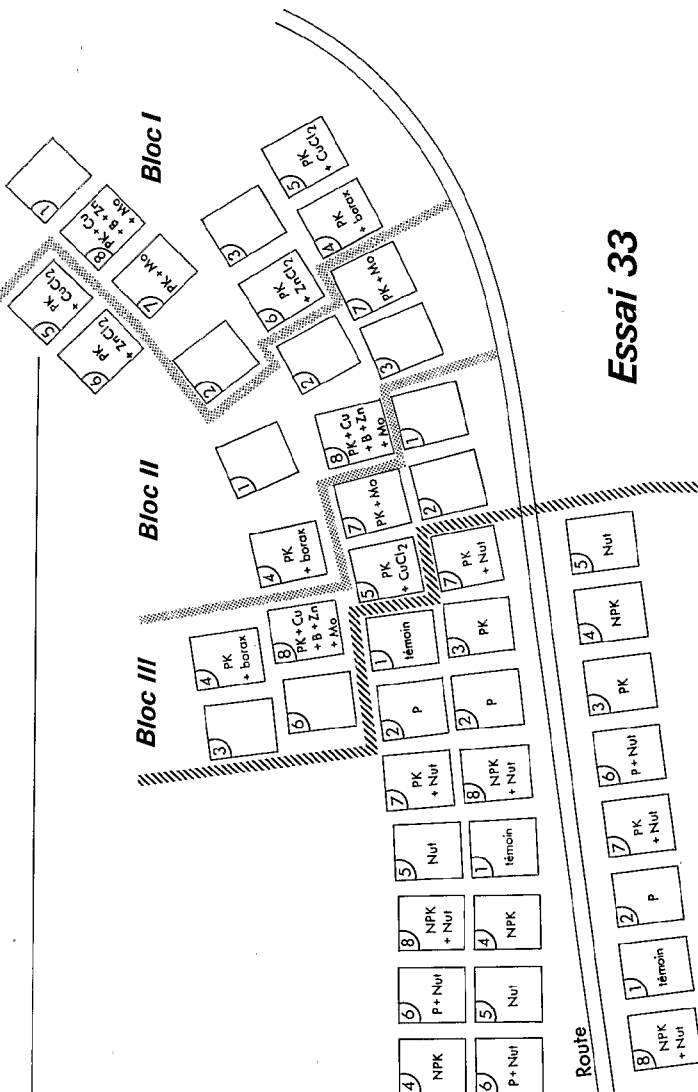 Bloc I
1
8
PK+Cu
+ B + Zn
+ Mo
7
PK + Mo
5
PK
+ CuCl2
6
PK
+ ZnCl2
2
3
5
PK
+ CuCl2
4
PK
+ borax
6
PK
+ ZnCl2
7
PK + Mo
2
3
Bloc II
1
8
PK + Cu
+ B + Zn
+ Mo
1
4
PK
+ borax
7
PK + Mo
2
5
PK
+ CuCl2
Bloc III
4
PK
+ borax
8
PK + Cu
+ B + Zn
+ Mo
3
6
Essai 33
1
témoin
7
PK
+ Nut
2
P
3
PK
7
PK
+ Nut
2
P
5
Nut
8
NPK
+ Nut
8
NPK
+ Nut
1
témoin
6
P + Nut
4
NPK
4
NPK
5
Nut
6
P + Nut
Route
5
Nut
4
NPK
3
PK
6
P + Nut
7
PK
+ Nut
2
P
1
témoin
8
NPK
+ Nut